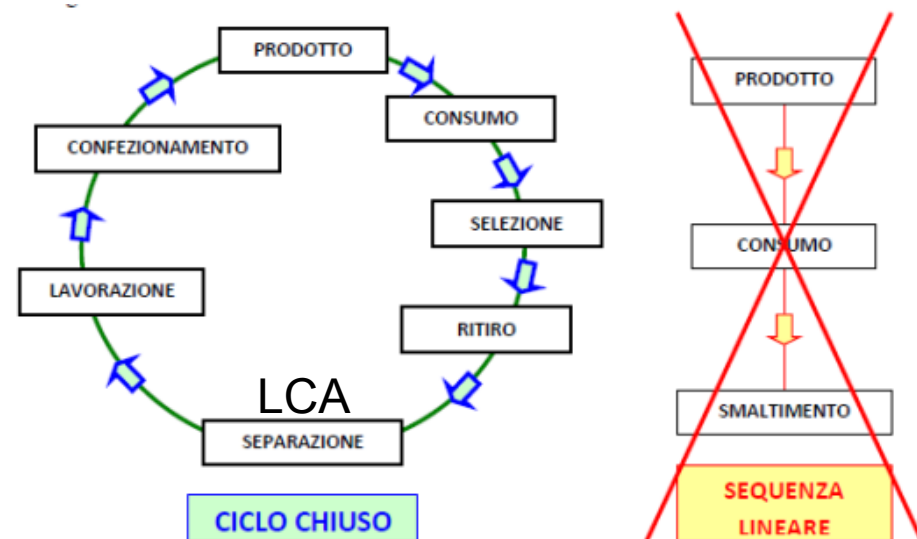 PRODOTTO
CONSUMO
SELEZIONE
RITIRO
LCA
SEPARAZIONE
LAVORAZIONE
CONFEZIONAMENTO
CICLO CHIUSO
PRODOTTO
CONSUMO
SMALTIMENTO
SEQUENZA
LINEARE